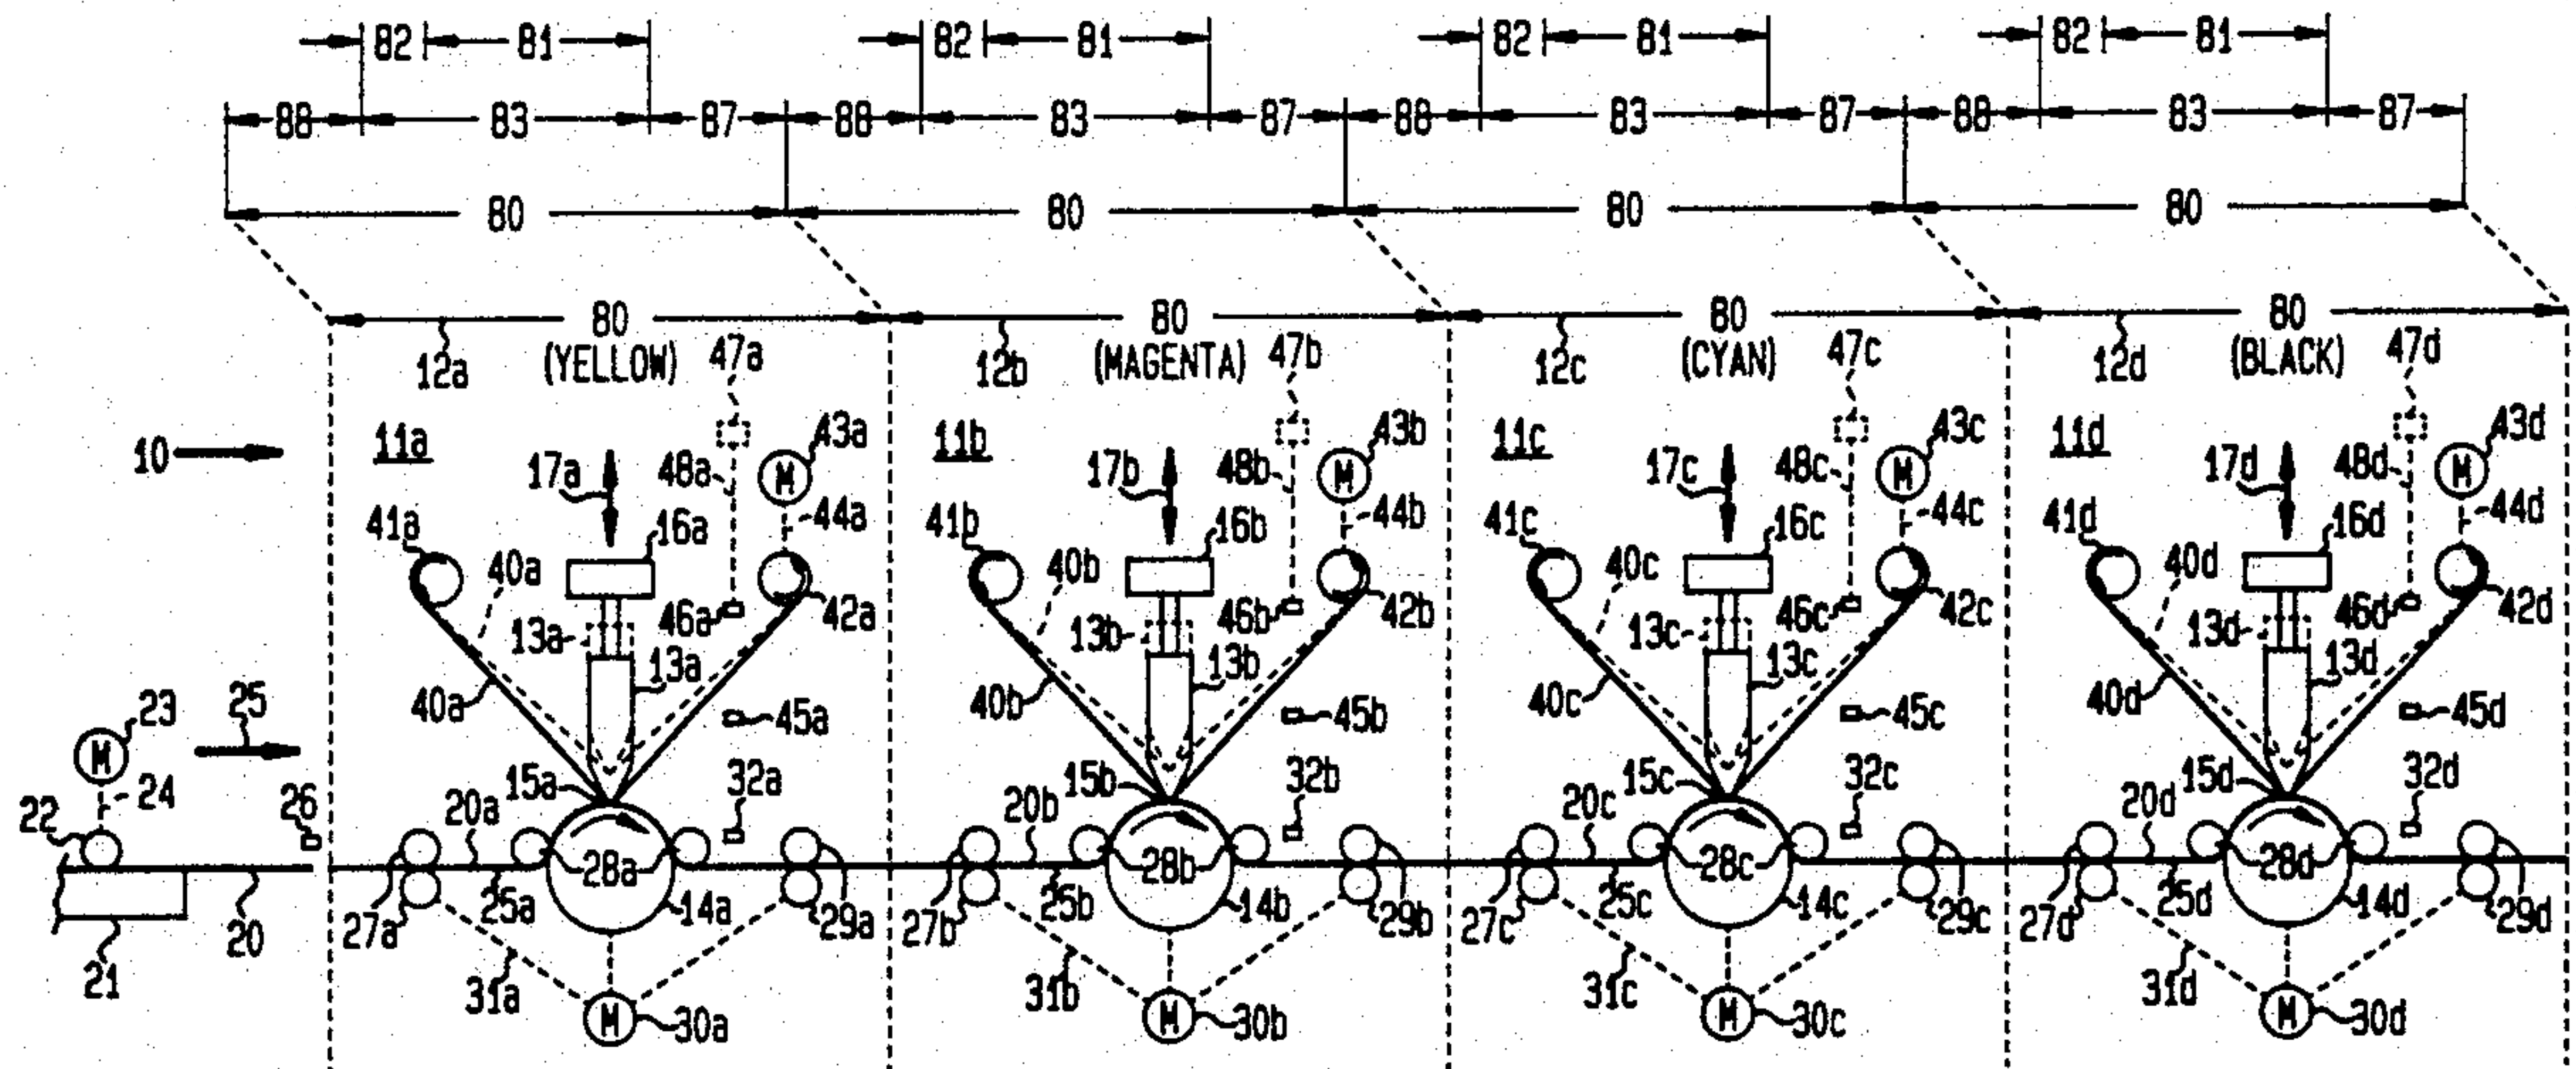 82 81 82 81 82 81 82 81
88 83 87 88 83 87 88 83 87 88 83 87
80 80 80 80
80 80 80 80
12a (YELLOW) 47a 12b (MAGENTA) 47b 12c (CYAN) 47c 12d (BLACK) 47d
10 11a 17a 48a M 43a 11b 17b 48b M 43b 11c 17c 48c M 43c 11d 17d 48d M 43d
41a 16a 44a 41b 16b 44b 41c 16c 44c 41d 16d 44d
40a 40b 40c 40d
13a 46a 42a 13b 46b 42b 13c 46c 42c 13d 46d 42d
13a 13b 13c 13d
23 25 40a 45a 40b 45b 40c 45c 40d 45d
M
24 15a 32a 15b 32b 15c 32c 15d 32d
22 26 20a 20b 20c 20d
28a 28b 28c 28d
27a 25a 14a 29a 27b 25b 14b 29b 27c 25c 14c 29c 27d 25d 14d 29d
21 20
31a M 30a 31b M 30b 31c M 30c 31d M 30d